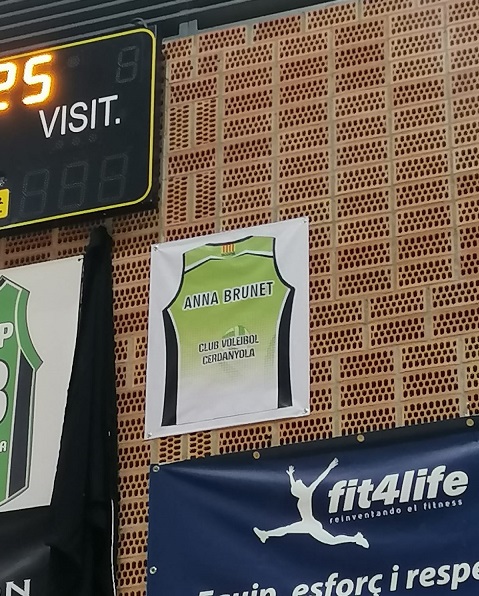 25
VISIT.
ANNA BRUNET
CLUB VOLEIBOL
CERDANYOLA
fit4life
reinventando el fitness
Equip, esforç i respe